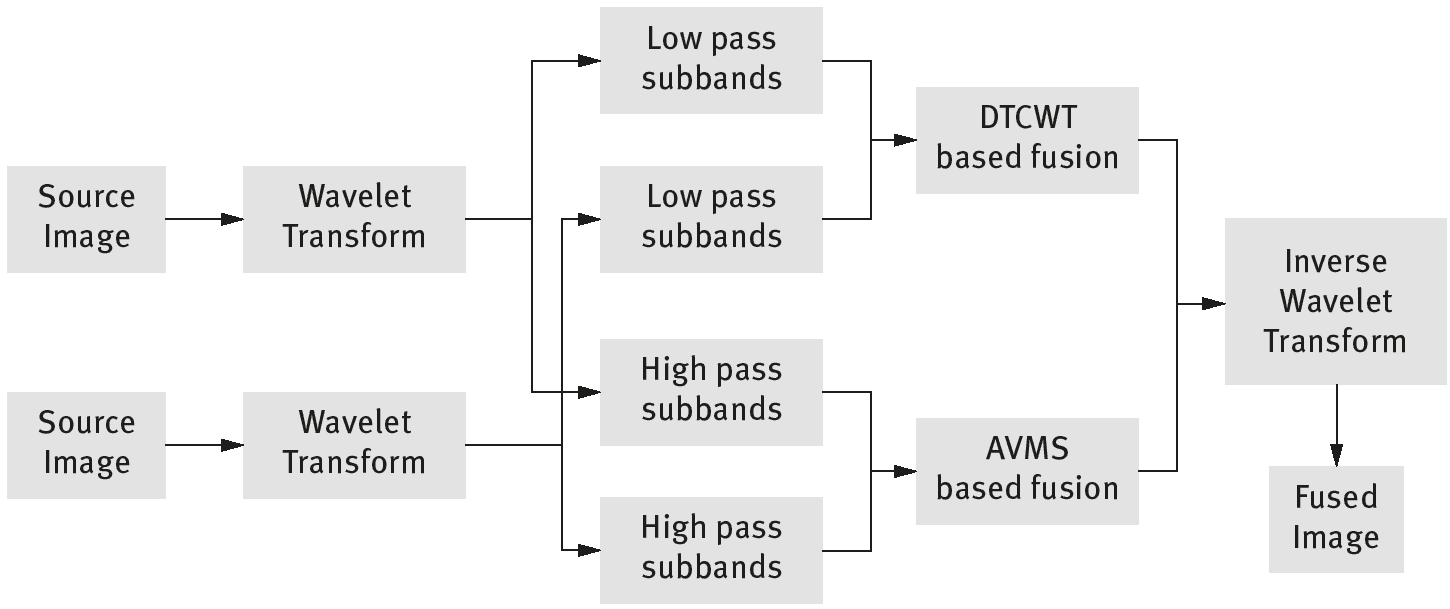 Source
Image
Wavelet
Transform
Source
Image
Wavelet
Transform
Low pass
subbands
Low pass
subbands
High pass
subbands
High pass
subbands
DTCWT
based fusion
AVMS
based fusion
Inverse
Wavelet
Transform
Fused
Image